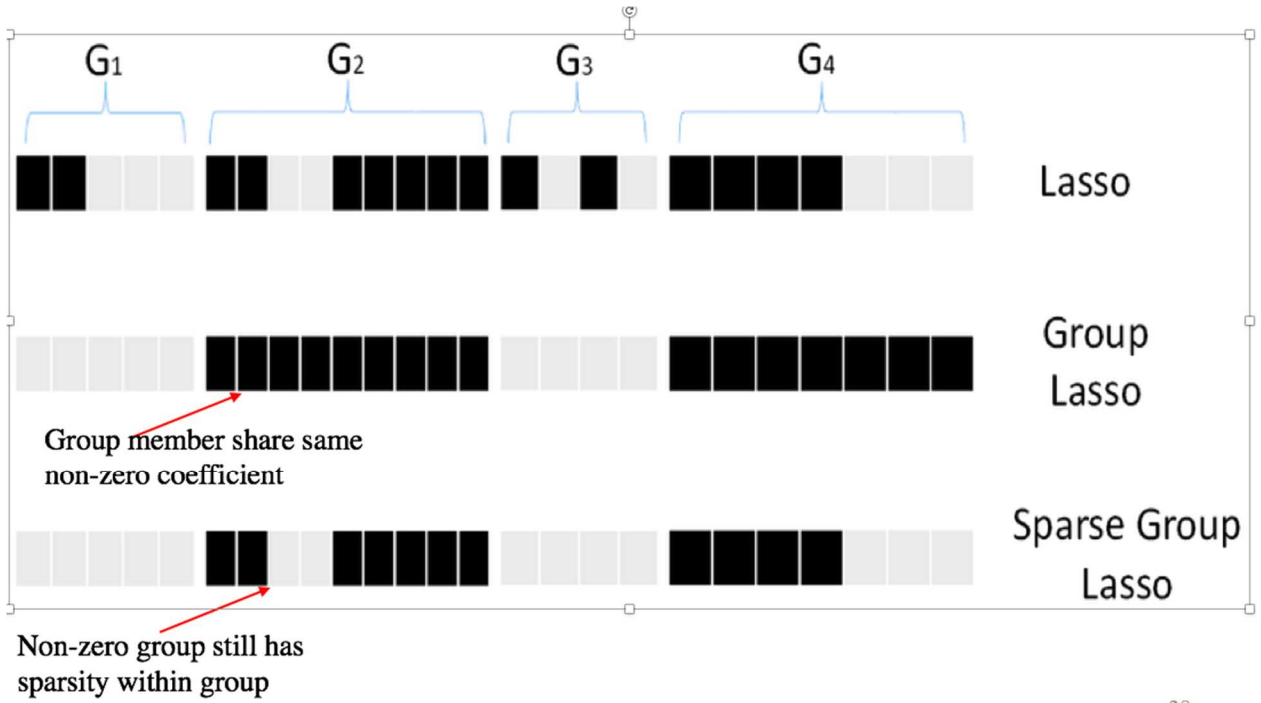 G1 G2 G3 G4
Lasso
Group
Lasso
Group member share same
non-zero coefficient
Sparse Group
Lasso
Non-zero group still has
sparsity within group